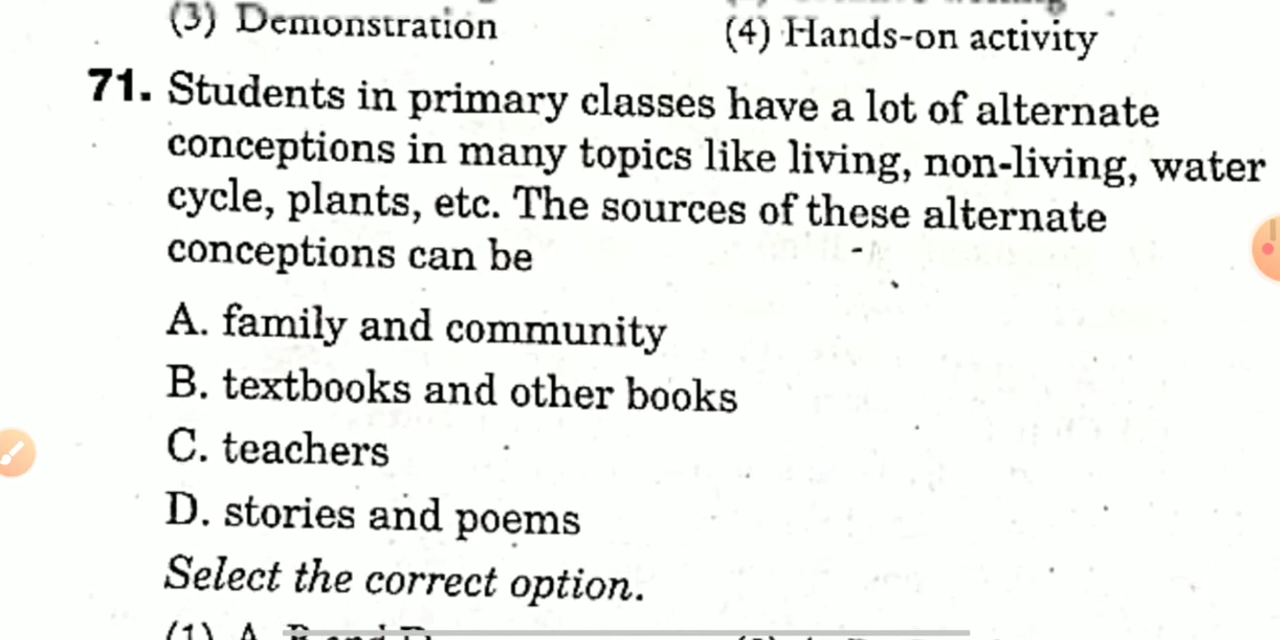 (3) Demonstration (4) Hands-on activity
71. Students in primary classes have a lot of alternate
conceptions in many topics like living, non-living, water
cycle, plants, etc. The sources of these alternate
conceptions can be
A. family and community
B. textbooks and other books
C. teachers
D. stories and poems
Select the correct option.
(1) A